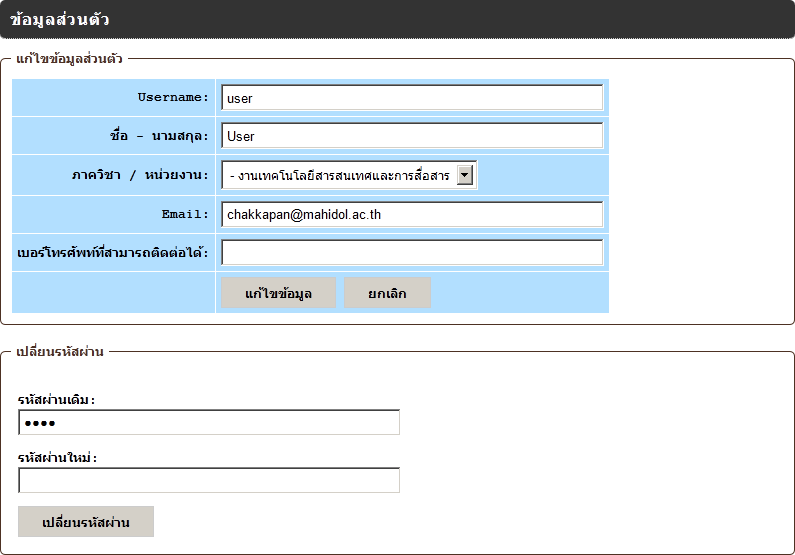 ข้อมูลส่วนตัว
แก้ไขข้อมูลส่วนตัว
Username: user
ชื่อ - นามสกุล: User
ภาควิชา / หน่วยงาน: - งานเทคโนโลยีสารสนเทศและการสื่อสาร
Email: chakkapan@mahidol.ac.th
เบอร์โทรศัพท์ที่สามารถติดต่อได้:
แก้ไขข้อมูล ยกเลิก
เปลี่ยนรหัสผ่าน
รหัสผ่านเดิม:
••••
รหัสผ่านใหม่:
เปลี่ยนรหัสผ่าน